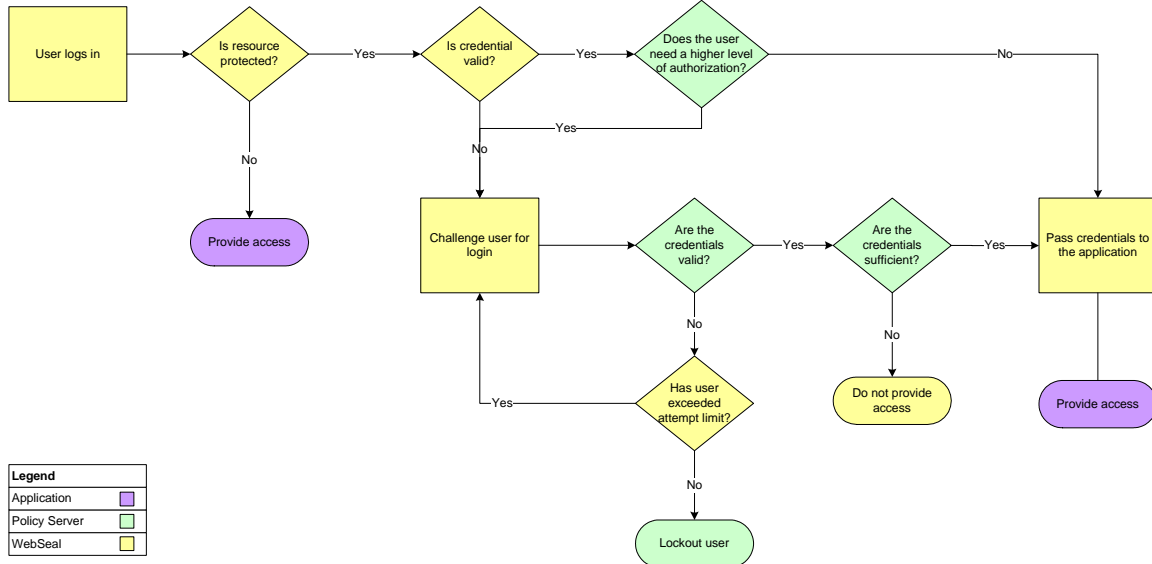 User logs in
Is resource
protected?
Yes
Is credential
valid?
Yes
Does the user
need a higher level
of authorization?
No
Yes
No
No
Provide access
Challenge user for
login
Are the
credentials
valid?
Yes
Are the
credentials
sufficient?
Yes
Pass credentials to
the application
No
No
Has user
exceeded
attempt limit?
Yes
Do not provide
access
Provide access
No
Lockout user
Legend
Application
Policy Server
WebSeal